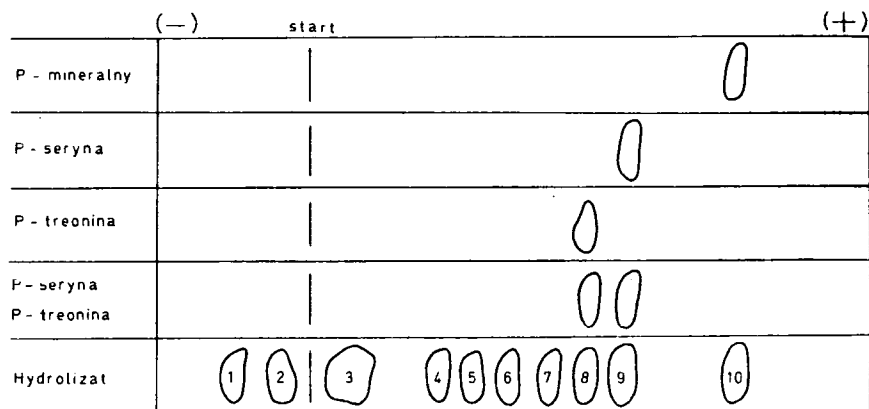 (—) start (+)
P - mineralny
P - seryna
P - treonina
P - seryna
P - treonina
Hydrolizat 1 2 3 4 5 6 7 8 9 10